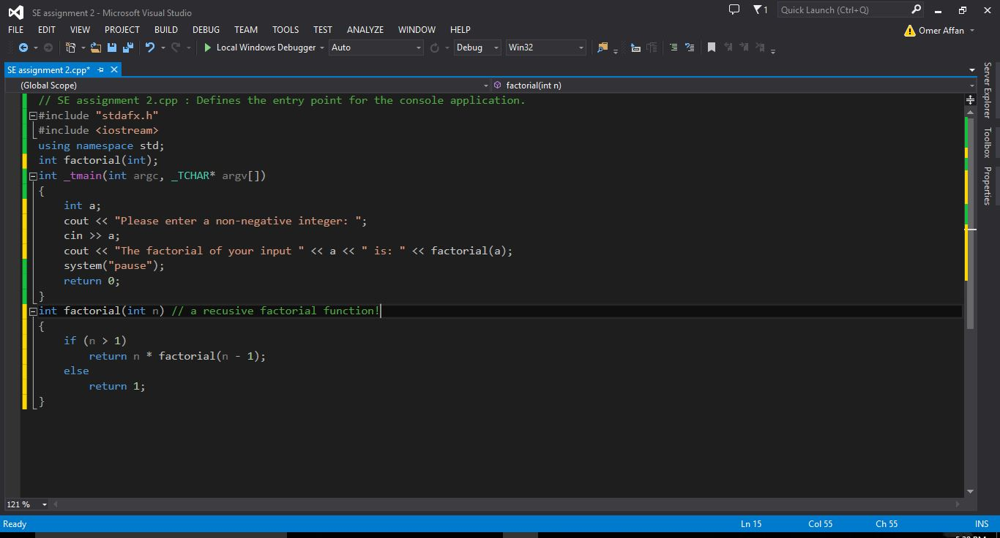 SE assignment 2 - Microsoft Visual Studio
1
Quick Launch (Ctrl+Q)
FILE EDIT VIEW PROJECT BUILD DEBUG TEAM TOOLS TEST ANALYZE WINDOW HELP
Omer Affan
Local Windows Debugger Auto Debug Win32
SE assignment 2.cpp*
(Global Scope) factorial(int n)
// SE assignment 2.cpp : Defines the entry point for the console application.
#include "stdafx.h"
#include <iostream>
using namespace std;
int factorial(int);
int _tmain(int argc, _TCHAR* argv[])
{
    int a;
    cout << "Please enter a non-negative integer: ";
    cin >> a;
    cout << "The factorial of your input " << a << " is: " << factorial(a);
    system("pause");
    return 0;
}
int factorial(int n) // a recusive factorial function!
{
    if (n > 1)
        return n * factorial(n - 1);
    else
        return 1;
}
Server Explorer
Toolbox
Properties
121 %
Ready Ln 15 Col 55 Ch 55 INS